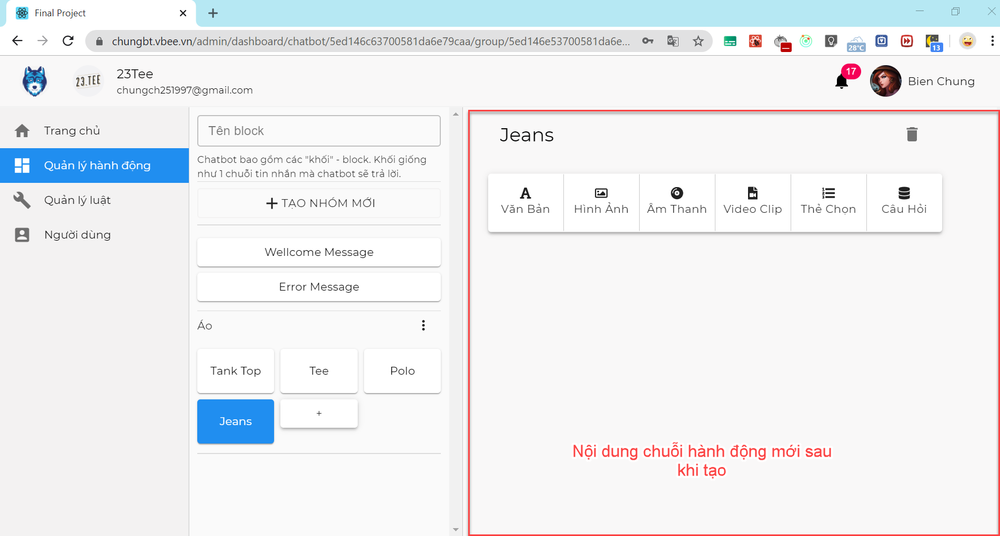 Final Project
chungbt.vbee.vn/admin/dashboard/chatbot/5ed146c63700581da6e79caa/group/5ed146e53700581da6e...
28°C
13
23.TEE
23Tee
chungch251997@gmail.com
17
Bien Chung
Trang chủ
Quản lý hành động
Quản lý luật
Người dùng
Tên block
Chatbot bao gồm các "khối" - block. Khối giống
như 1 chuỗi tin nhắn mà chatbot sẽ trả lời.
+ TẠO NHÓM MỚI
Wellcome Message
Error Message
Áo
Tank Top
Tee
Polo
Jeans
+
Jeans
Văn Bản
Hình Ảnh
Âm Thanh
Video Clip
Thẻ Chọn
Câu Hỏi
Nội dung chuỗi hành động mới sau
khi tạo